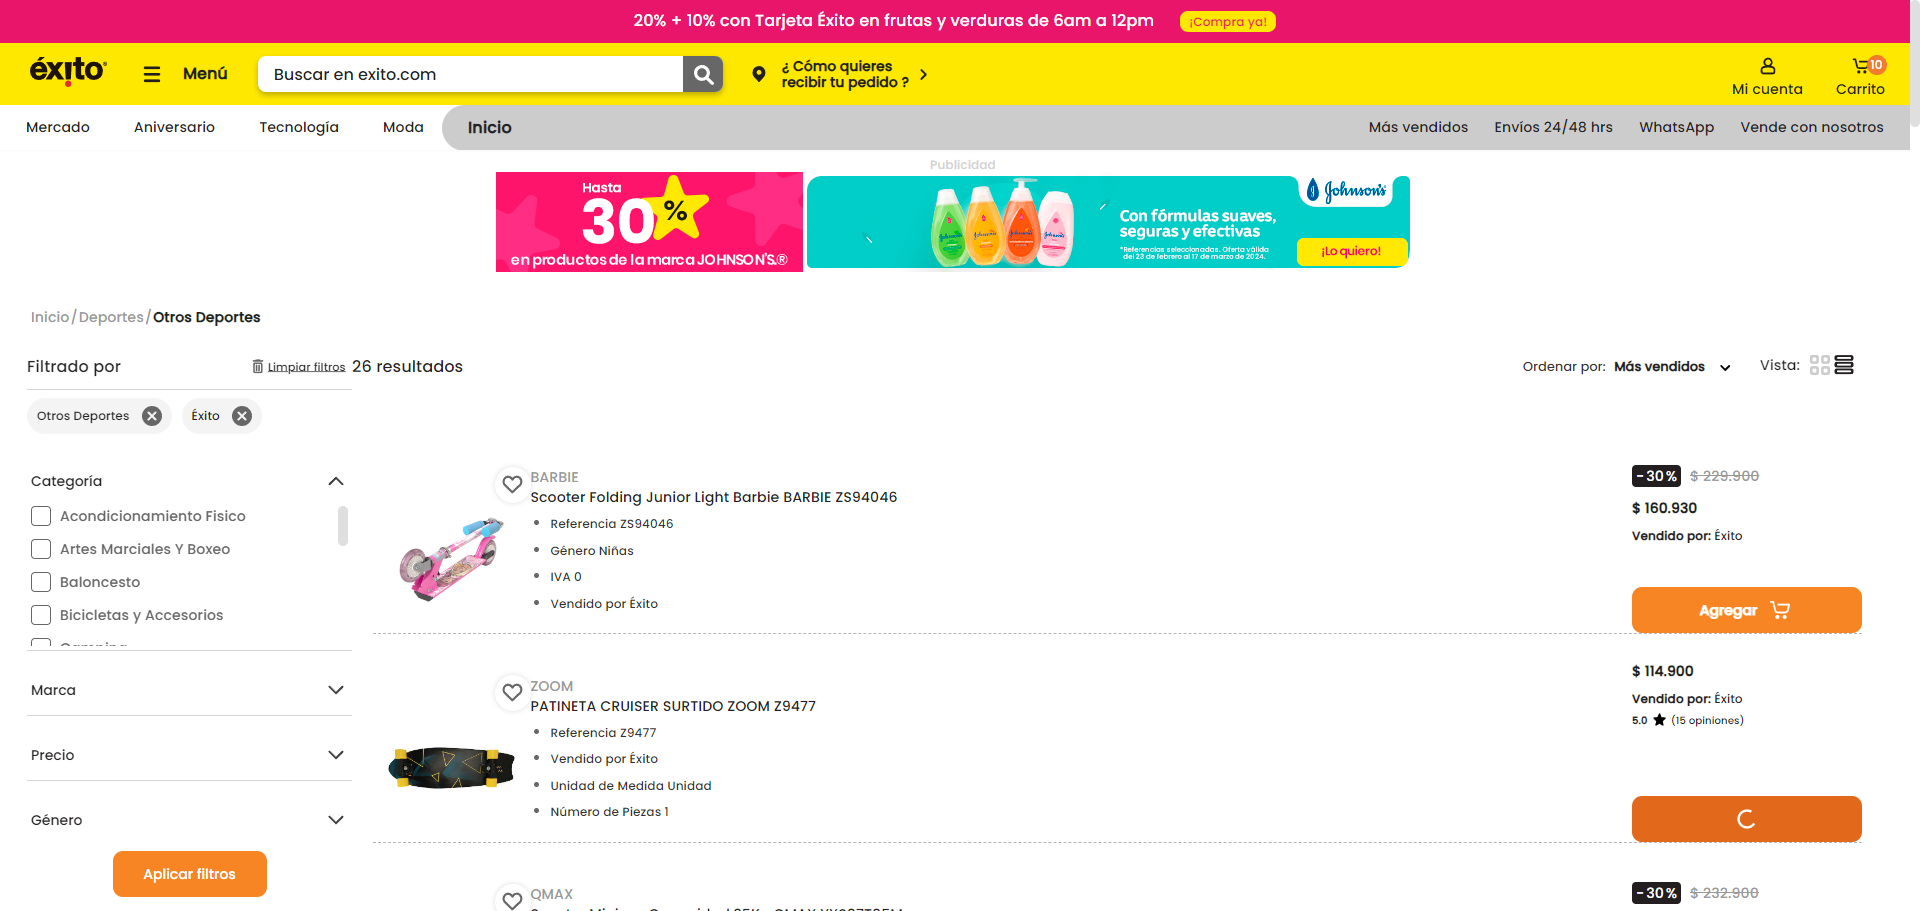 20% + 10% con Tarjeta Éxito en frutas y verduras de 6am a 12pm
¡Compra ya!
éxito
Menú
Buscar en exito.com
¿ Cómo quieres
recibir tu pedido ?
10
Mi cuenta
Carrito
Mercado
Aniversario
Tecnología
Moda
Inicio
Más vendidos
Envíos 24/48 hrs
WhatsApp
Vende con nosotros
Publicidad
Hasta
30%
en productos de la marca JOHNSON'S.®
Johnson's
Con fórmulas suaves,
seguras y efectivas
*Referencias seleccionadas. Oferta válida
del 23 de febrero al 17 de marzo de 2024.
¡Lo quiero!
Inicio/Deportes/Otros Deportes
Filtrado por
Limpiar filtros
26 resultados
Ordenar por: Más vendidos
Vista:
Otros Deportes
Éxito
Categoría
Acondicionamiento Fisico
Artes Marciales Y Boxeo
Baloncesto
Bicicletas y Accesorios
Marca
Precio
Género
Aplicar filtros
BARBIE
Scooter Folding Junior Light Barbie BARBIE ZS94046
Referencia ZS94046
Género Niñas
IVA 0
Vendido por Éxito
-30% $ 229.900
$ 160.930
Vendido por: Éxito
Agregar
ZOOM
PATINETA CRUISER SURTIDO ZOOM Z9477
Referencia Z9477
Vendido por Éxito
Unidad de Medida Unidad
Número de Piezas 1
$ 114.900
Vendido por: Éxito
5.0 (15 opiniones)
QMAX
-30% $ 232.900